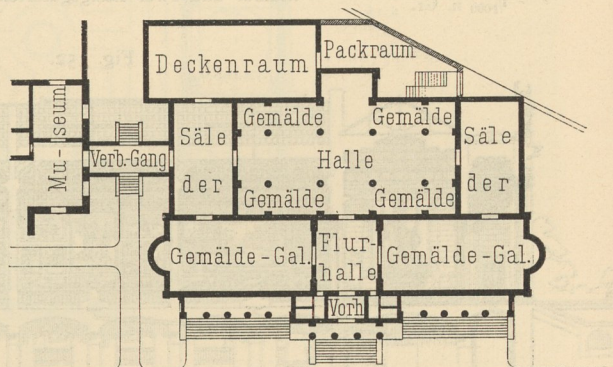 Packraum
Deckenraum
Gemälde Gemälde
Mu-seum
Verb.-Gang
Säle
der
Halle
Säle
der
Gemälde Gemälde
Gemälde-Gal.
Flur-
halle
Gemälde-Gal.
Vorh